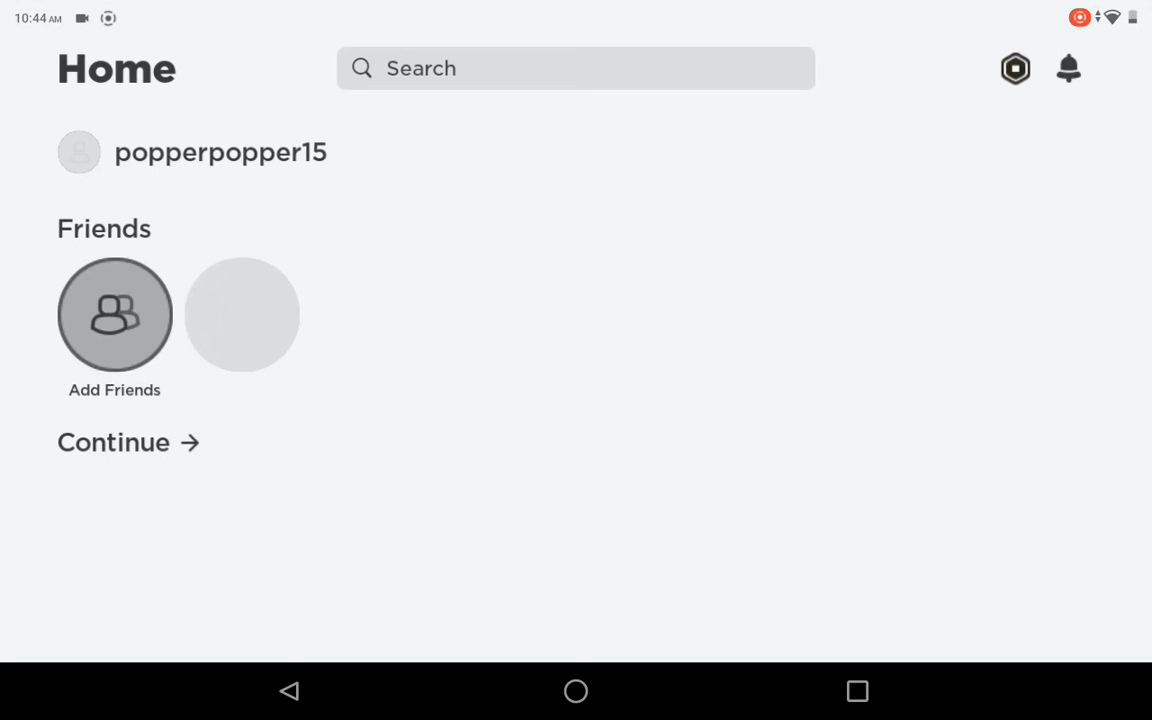 10:44 AM
Home
Search
popperpopper15
Friends
Add Friends
Continue